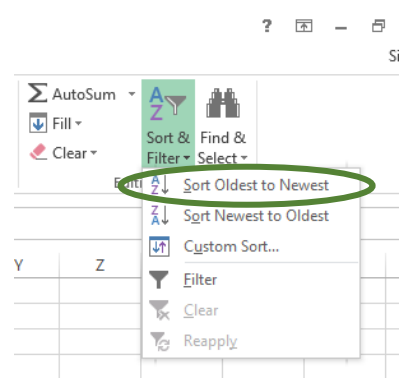 ?
Si
AutoSum
Fill
Clear
Sort &
Filter
Find &
Select
Editi
Sort Oldest to Newest
Sort Newest to Oldest
Custom Sort...
Filter
Clear
Reapply
Y Z